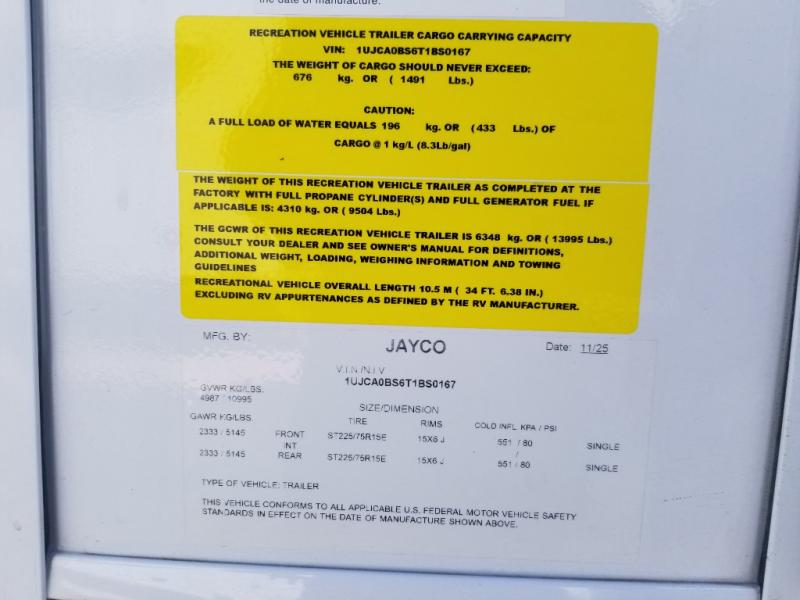 the date of manufacture.
RECREATION VEHICLE TRAILER CARGO CARRYING CAPACITY
VIN: 1UJCA0BS6T1BS0167
THE WEIGHT OF CARGO SHOULD NEVER EXCEED:
676 kg. OR ( 1491 Lbs.)
CAUTION:
A FULL LOAD OF WATER EQUALS 196 kg. OR (433 Lbs.) OF
CARGO @ 1 kg/L (8.3Lb/gal)
THE WEIGHT OF THIS RECREATION VEHICLE TRAILER AS COMPLETED AT THE
FACTORY WITH FULL PROPANE CYLINDER(S) AND FULL GENERATOR FUEL IF
APPLICABLE IS: 4310 kg. OR ( 9504 Lbs.)
THE GCWR OF THIS RECREATION VEHICLE TRAILER IS 6348 kg. OR ( 13995 Lbs.)
CONSULT YOUR DEALER AND SEE OWNER'S MANUAL FOR DEFINITIONS,
ADDITIONAL WEIGHT, LOADING, WEIGHING INFORMATION AND TOWING
GUIDELINES
RECREATIONAL VEHICLE OVERALL LENGTH 10.5 M ( 34 FT. 6.38 IN.)
EXCLUDING RV APPURTENANCES AS DEFINED BY THE RV MANUFACTURER.
MFG. BY: JAYCO Date: 11/25
V.I.N./N.I.V
1UJCA0BS6T1BS0167
GVWR KG/LBS.
4987 / 10995
SIZE/DIMENSION
GAWR KG/LBS. TIRE RIMS COLD INFL. KPA / PSI
2333 / 5145 FRONT ST225/75R15E 15X6 J 551 / 80 SINGLE
INT /
2333 / 5145 REAR ST225/75R15E 15X6 J 551 / 80 SINGLE
TYPE OF VEHICLE: TRAILER
THIS VEHICLE CONFORMS TO ALL APPLICABLE U.S. FEDERAL MOTOR VEHICLE SAFETY
STANDARDS IN EFFECT ON THE DATE OF MANUFACTURE SHOWN ABOVE.